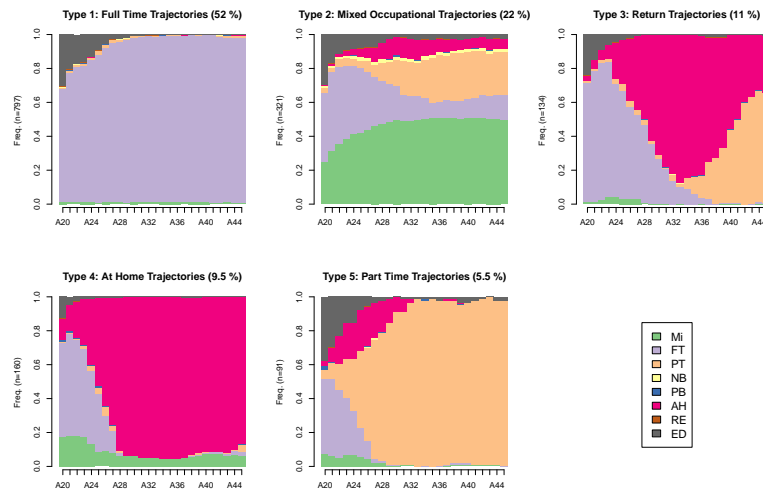 Type 1: Full Time Trajectories (52 %)
Type 2: Mixed Occupational Trajectories (22 %)
Type 3: Return Trajectories (11 %)
Freq. (n=797)
0.0 0.2 0.4 0.6 0.8 1.0
A20 A24 A28 A32 A36 A40 A44
Freq. (n=321)
0.0 0.2 0.4 0.6 0.8 1.0
A20 A24 A28 A32 A36 A40 A44
Freq. (n=134)
0.0 0.2 0.4 0.6 0.8 1.0
A20 A24 A28 A32 A36 A40
Type 4: At Home Trajectories (9.5 %)
Type 5: Part Time Trajectories (5.5 %)
Freq. (n=160)
0.0 0.2 0.4 0.6 0.8 1.0
A20 A24 A28 A32 A36 A40 A44
Freq. (n=91)
0.0 0.2 0.4 0.6 0.8 1.0
A20 A24 A28 A32 A36 A40 A44
Mi
FT
PT
NB
PB
AH
RE
ED